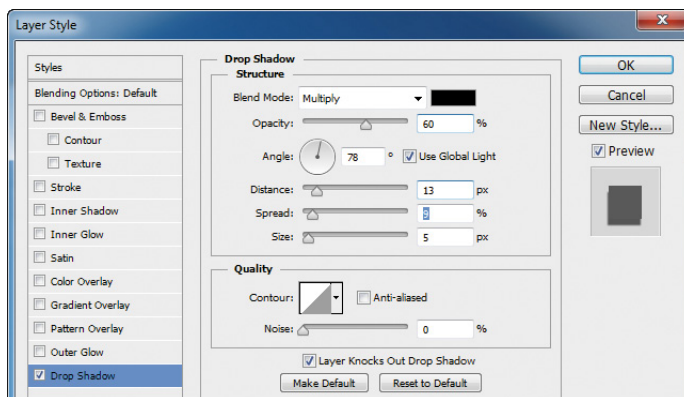 Layer Style
Styles
Blending Options: Default
Bevel & Emboss
Contour
Texture
Stroke
Inner Shadow
Inner Glow
Satin
Color Overlay
Gradient Overlay
Pattern Overlay
Outer Glow
Drop Shadow
Drop Shadow
Structure
Blend Mode: Multiply
Opacity: 60 %
Angle: 78 ° Use Global Light
Distance: 13 px
Spread: 9 %
Size: 5 px
Quality
Contour: Anti-aliased
Noise: 0 %
Layer Knocks Out Drop Shadow
Make Default Reset to Default
OK
Cancel
New Style...
Preview